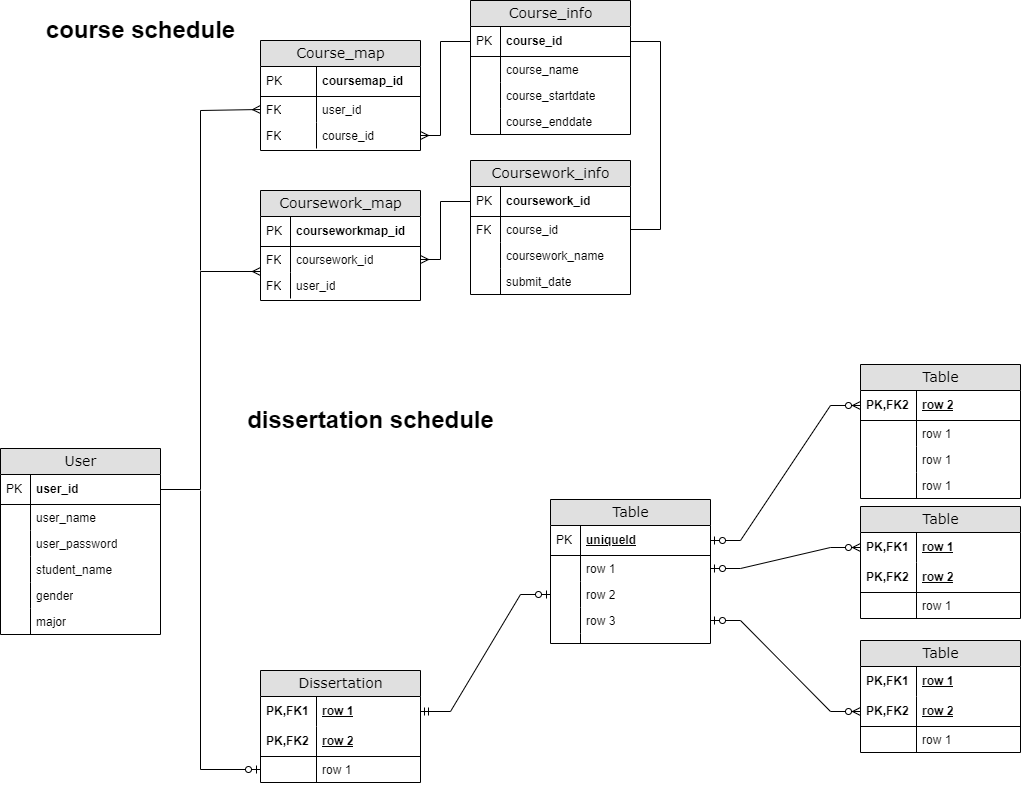 course schedule
Course_info
PK course_id
course_name
course_startdate
course_enddate
Course_map
PK coursemap_id
FK user_id
FK course_id
Coursework_info
PK coursework_id
FK course_id
coursework_name
submit_date
Coursework_map
PK courseworkmap_id
FK coursework_id
FK user_id
dissertation schedule
User
PK user_id
user_name
user_password
student_name
gender
major
Dissertation
PK,FK1 row 1
PK,FK2 row 2
row 1
Table
PK uniqueId
row 1
row 2
row 3
Table
PK,FK2 row 2
row 1
row 1
row 1
Table
PK,FK1 row 1
PK,FK2 row 2
row 1
Table
PK,FK1 row 1
PK,FK2 row 2
row 1